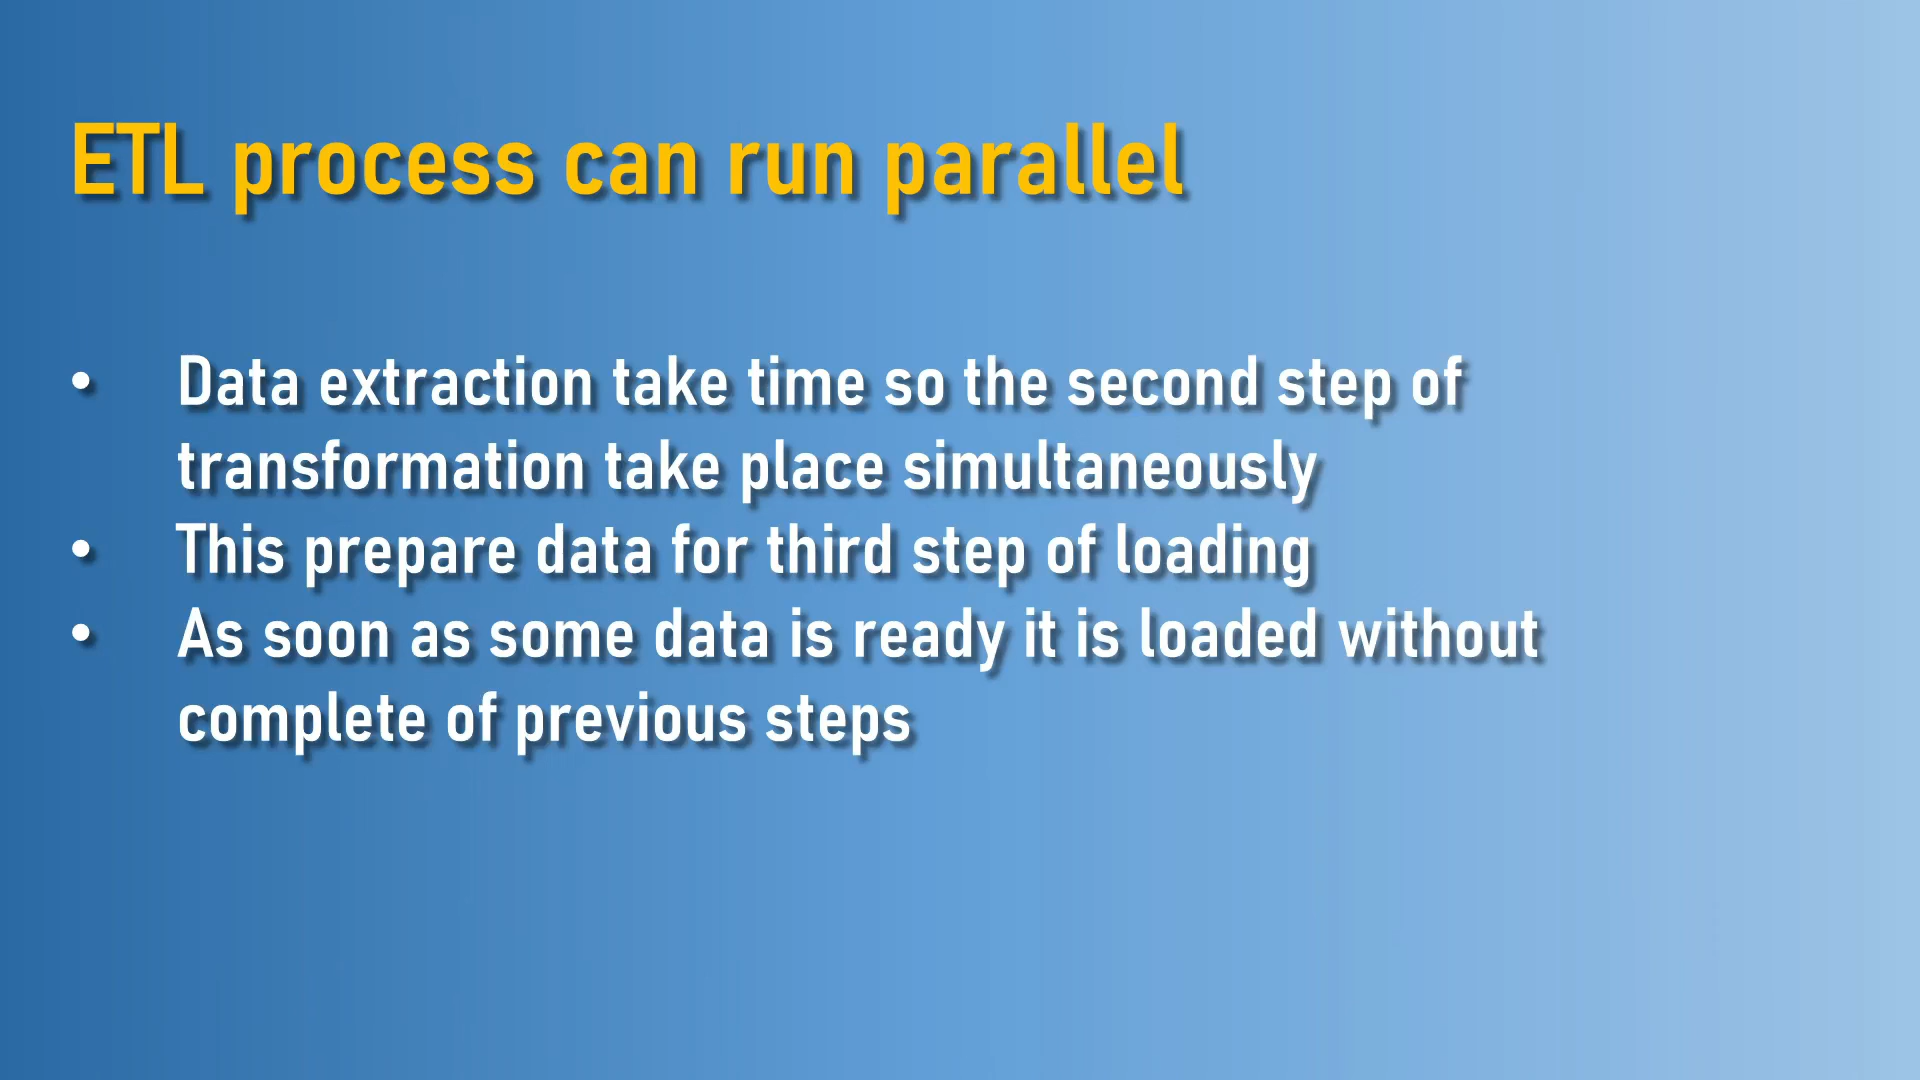 ETL process can run parallel
• Data extraction take time so the second step of
transformation take place simultaneously
• This prepare data for third step of loading
• As soon as some data is ready it is loaded without
complete of previous steps